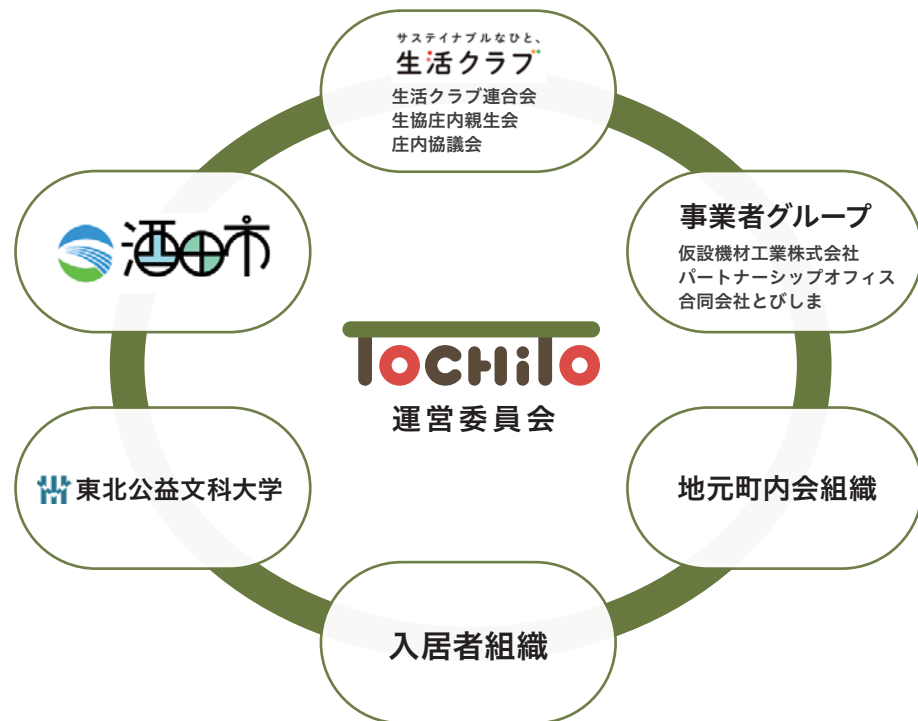 サステイナブルなひと、
生活クラブ
生活クラブ連合会
生協庄内親生会
庄内協議会
酒田市
事業者グループ
仮設機材工業株式会社
パートナーシップオフィス
合同会社とびしま
TOCHiTO
運営委員会
東北公益文科大学
地元町内会組織
入居者組織